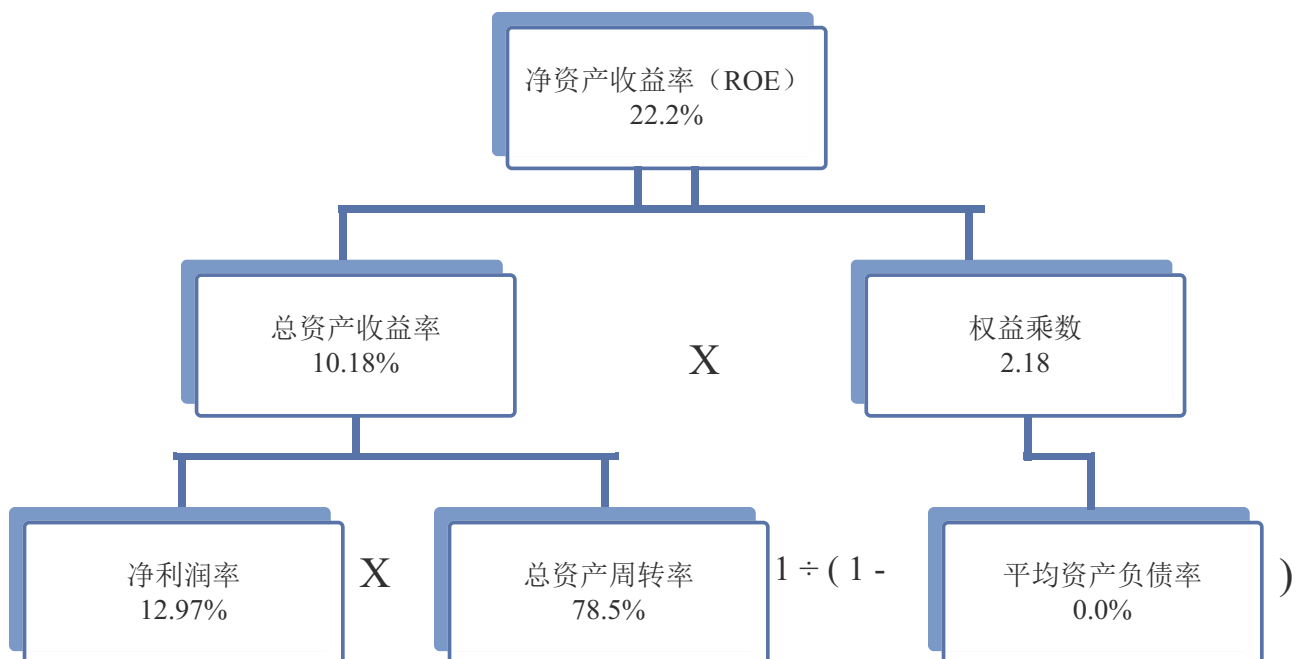 净资产收益率（ROE）
22.2%
总资产收益率
10.18%
X
权益乘数
2.18
净利润率
12.97%
X
总资产周转率
78.5%
1 ÷ ( 1 -
平均资产负债率
0.0%
)